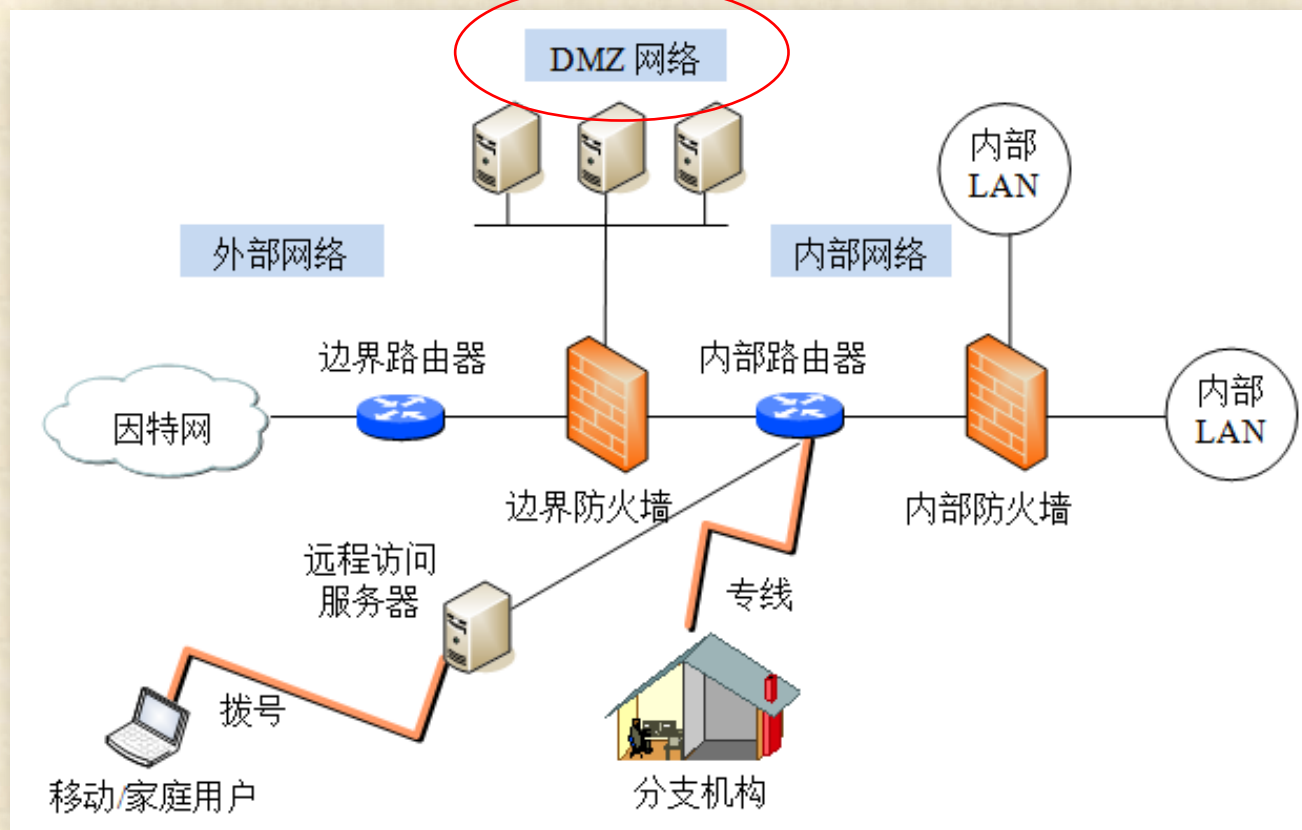 DMZ 网络
内部
LAN
外部网络
内部网络
边界路由器
内部路由器
因特网
内部
LAN
边界防火墙
内部防火墙
远程访问
服务器
专线
拨号
移动/家庭用户
分支机构